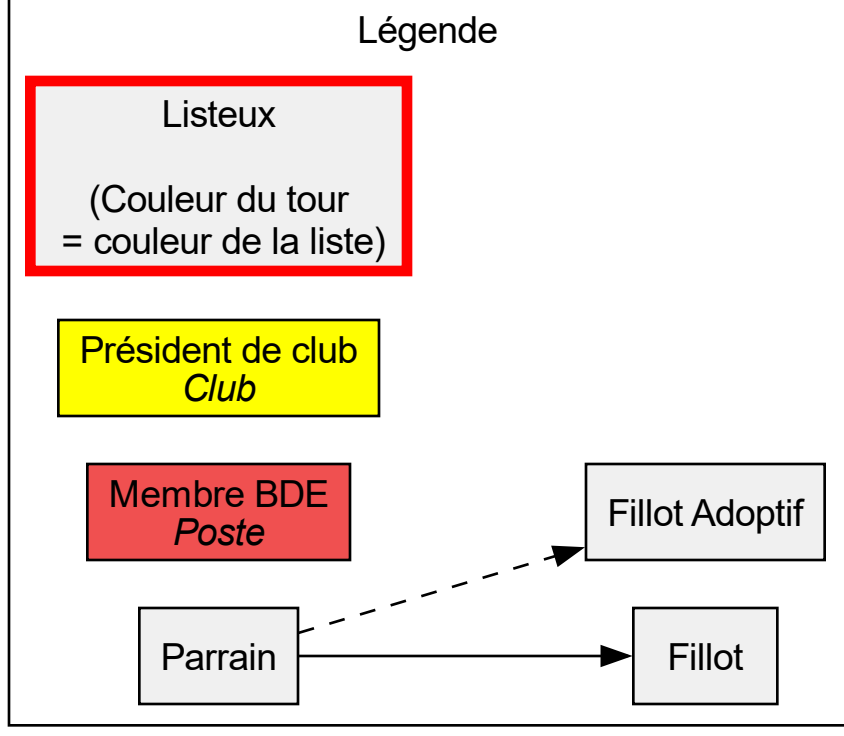 Légende
Listeux
(Couleur du tour
= couleur de la liste)
Président de club
Club
Membre BDE
Poste
Fillot Adoptif
Parrain
Fillot